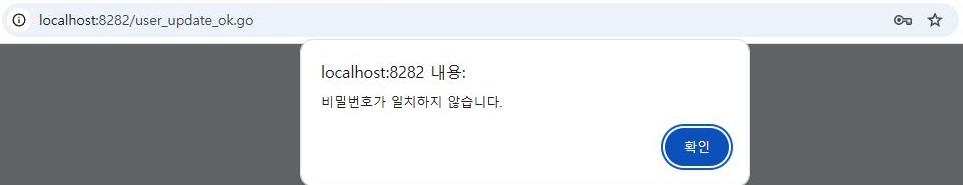 localhost:8282/user_update_ok.go
localhost:8282 내용:
비밀번호가 일치하지 않습니다.
확인